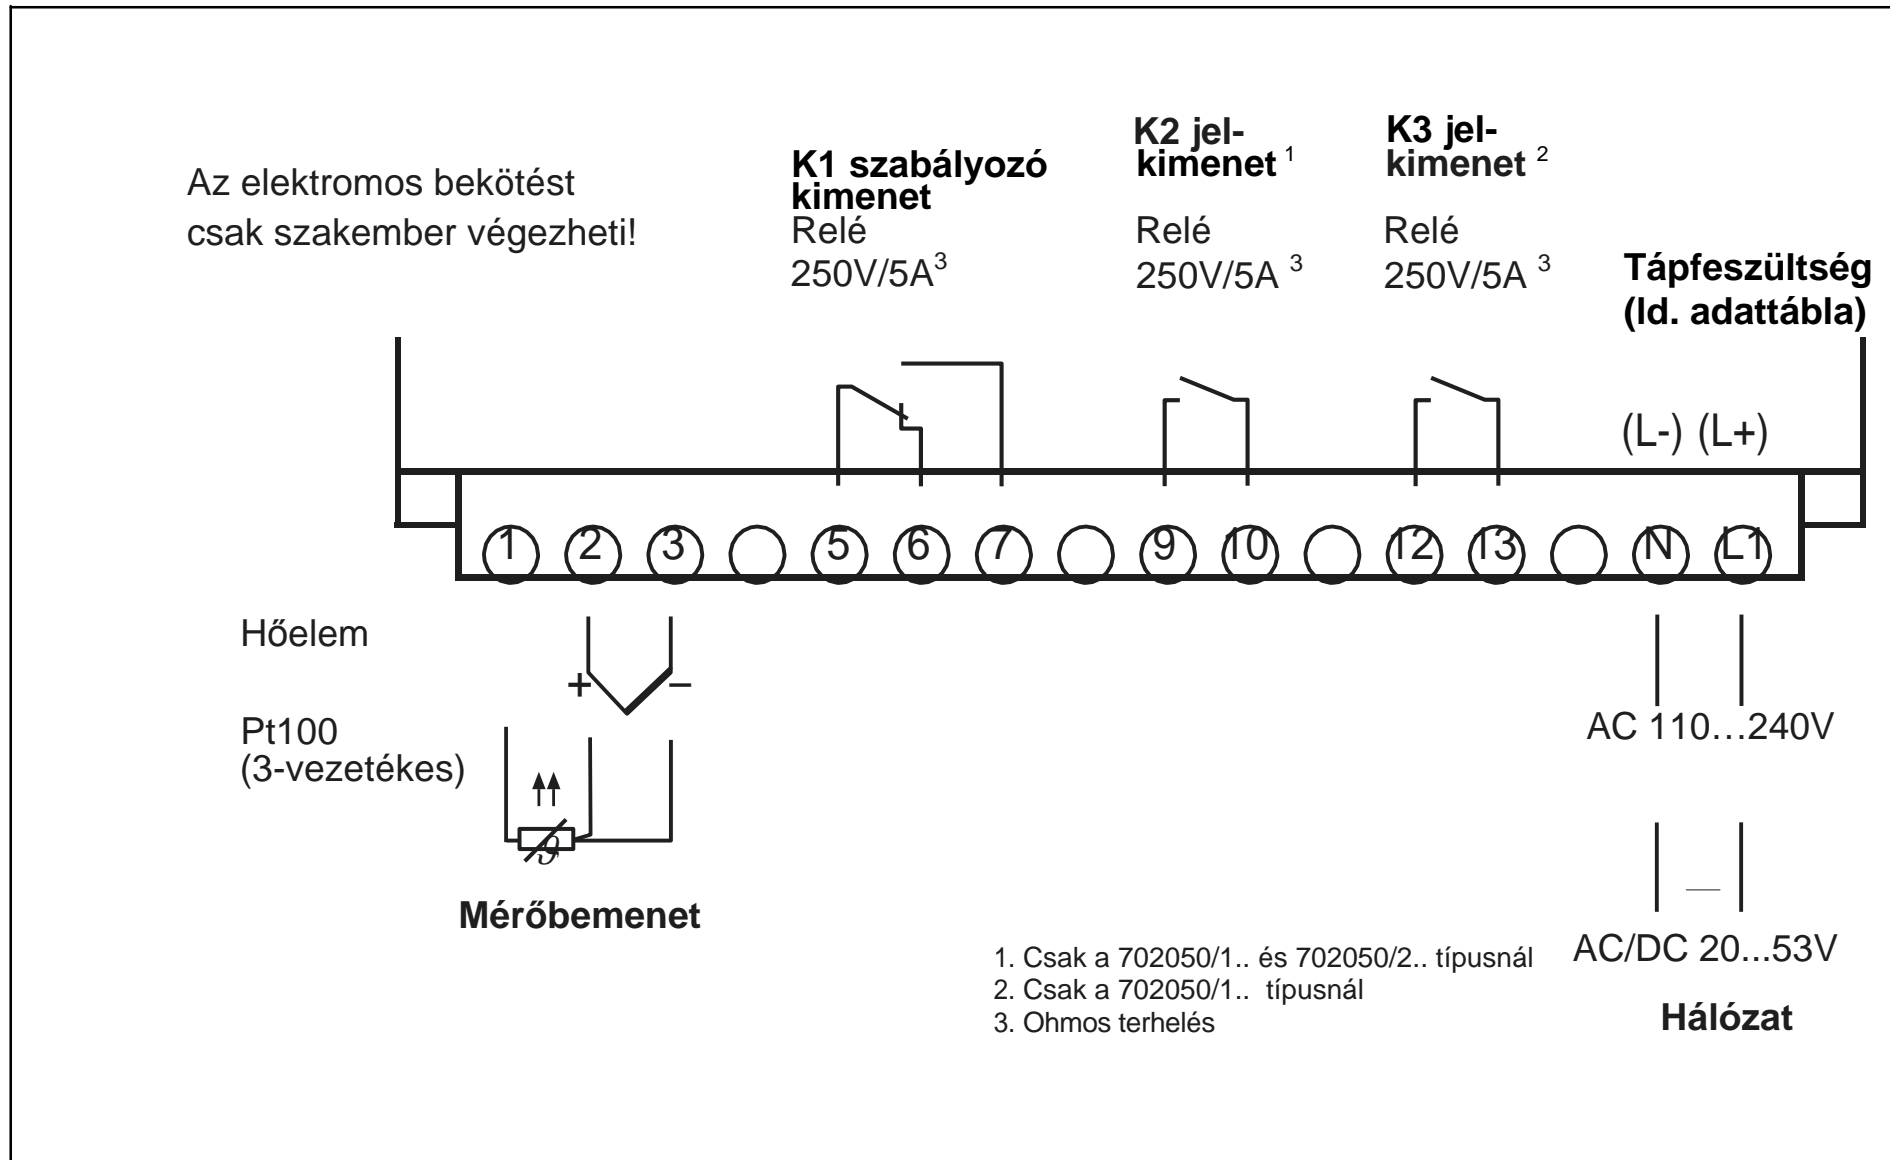 Az elektromos bekötést
csak szakember végezheti!
K1 szabályozó
kimenet
Relé
250V/5A³
K2 jel-
kimenet ¹
Relé
250V/5A ³
K3 jel-
kimenet ²
Relé
250V/5A ³
Tápfeszültség
(ld. adattábla)
(L-) (L+)
1 2 3 5 6 7 9 10 12 13 N L1
Hőelem
+ −
Pt100
(3-vezetékes)
ϑ
Mérőbemenet
AC 110...240V
AC/DC 20...53V
Hálózat
1. Csak a 702050/1.. és 702050/2.. típusnál
2. Csak a 702050/1.. típusnál
3. Ohmos terhelés